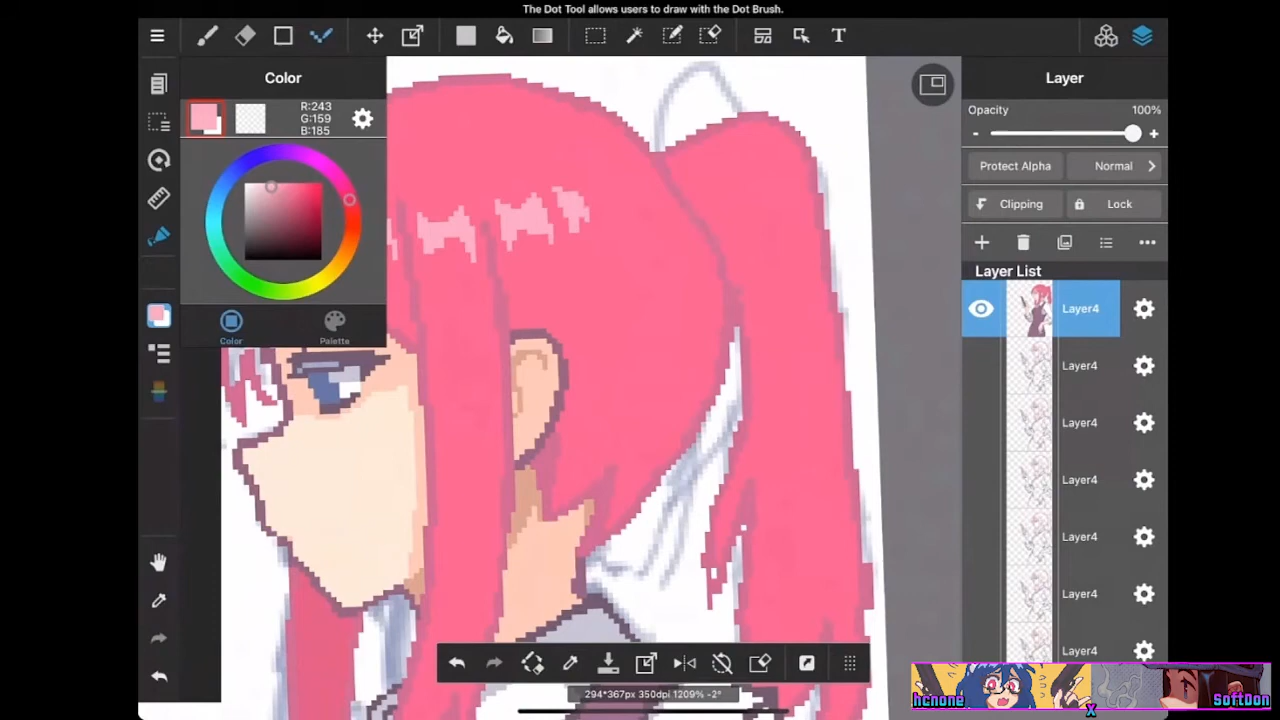 The Dot Tool allows users to draw with the Dot Brush.
T
Color
R:243
G:159
B:185
Color
Palette
Layer
Opacity
100%
- +
Protect Alpha
Normal
Clipping
Lock
Layer List
Layer4
Layer4
Layer4
Layer4
Layer4
Layer4
Layer4
294*367px 350dpi 1209% -2°
hcnone
X
SoftDon